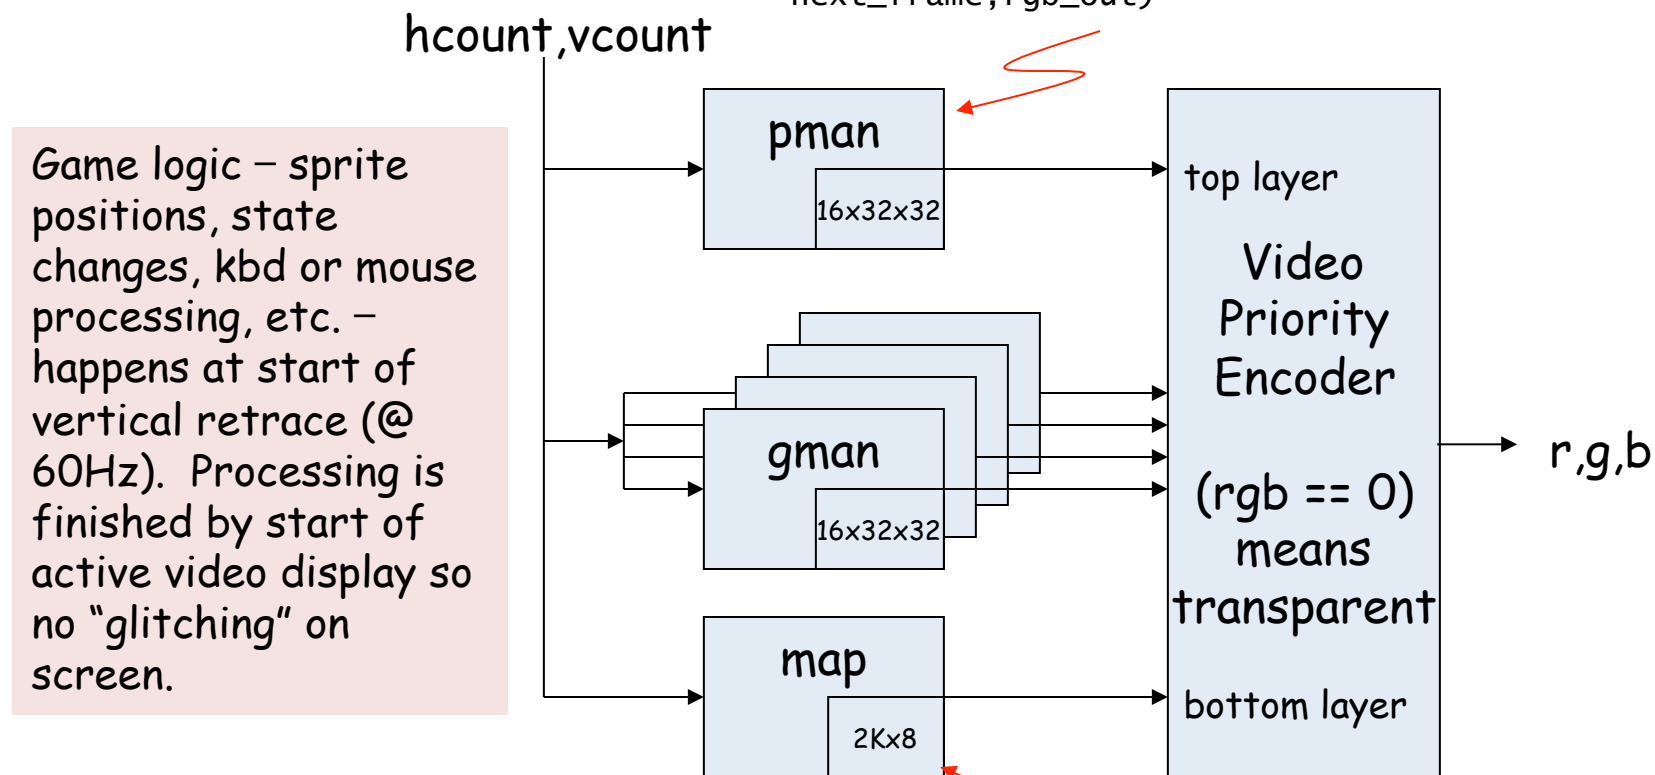 next_frame,rgb_out)
hcount,vcount
Game logic – sprite
positions, state
changes, kbd or mouse
processing, etc. –
happens at start of
vertical retrace (@
60Hz). Processing is
finished by start of
active video display so
no “glitching” on
screen.
pman
16x32x32
gman
16x32x32
map
2Kx8
top layer
Video
Priority
Encoder
(rgb == 0)
means
transparent
bottom layer
r,g,b